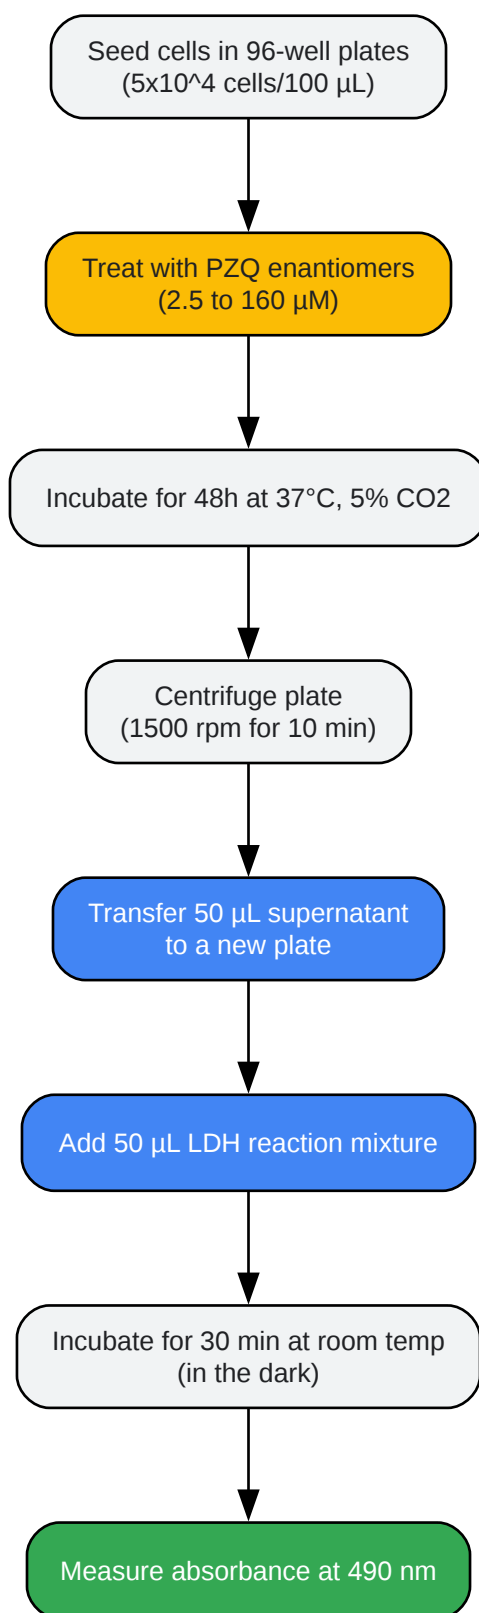 Seed cells in 96-well plates
(5x10^4 cells/100 µL)
Treat with PZQ enantiomers
(2.5 to 160 µM)
Incubate for 48h at 37°C, 5% CO2
Centrifuge plate
(1500 rpm for 10 min)
Transfer 50 µL supernatant
to a new plate
Add 50 µL LDH reaction mixture
Incubate for 30 min at room temp
(in the dark)
Measure absorbance at 490 nm